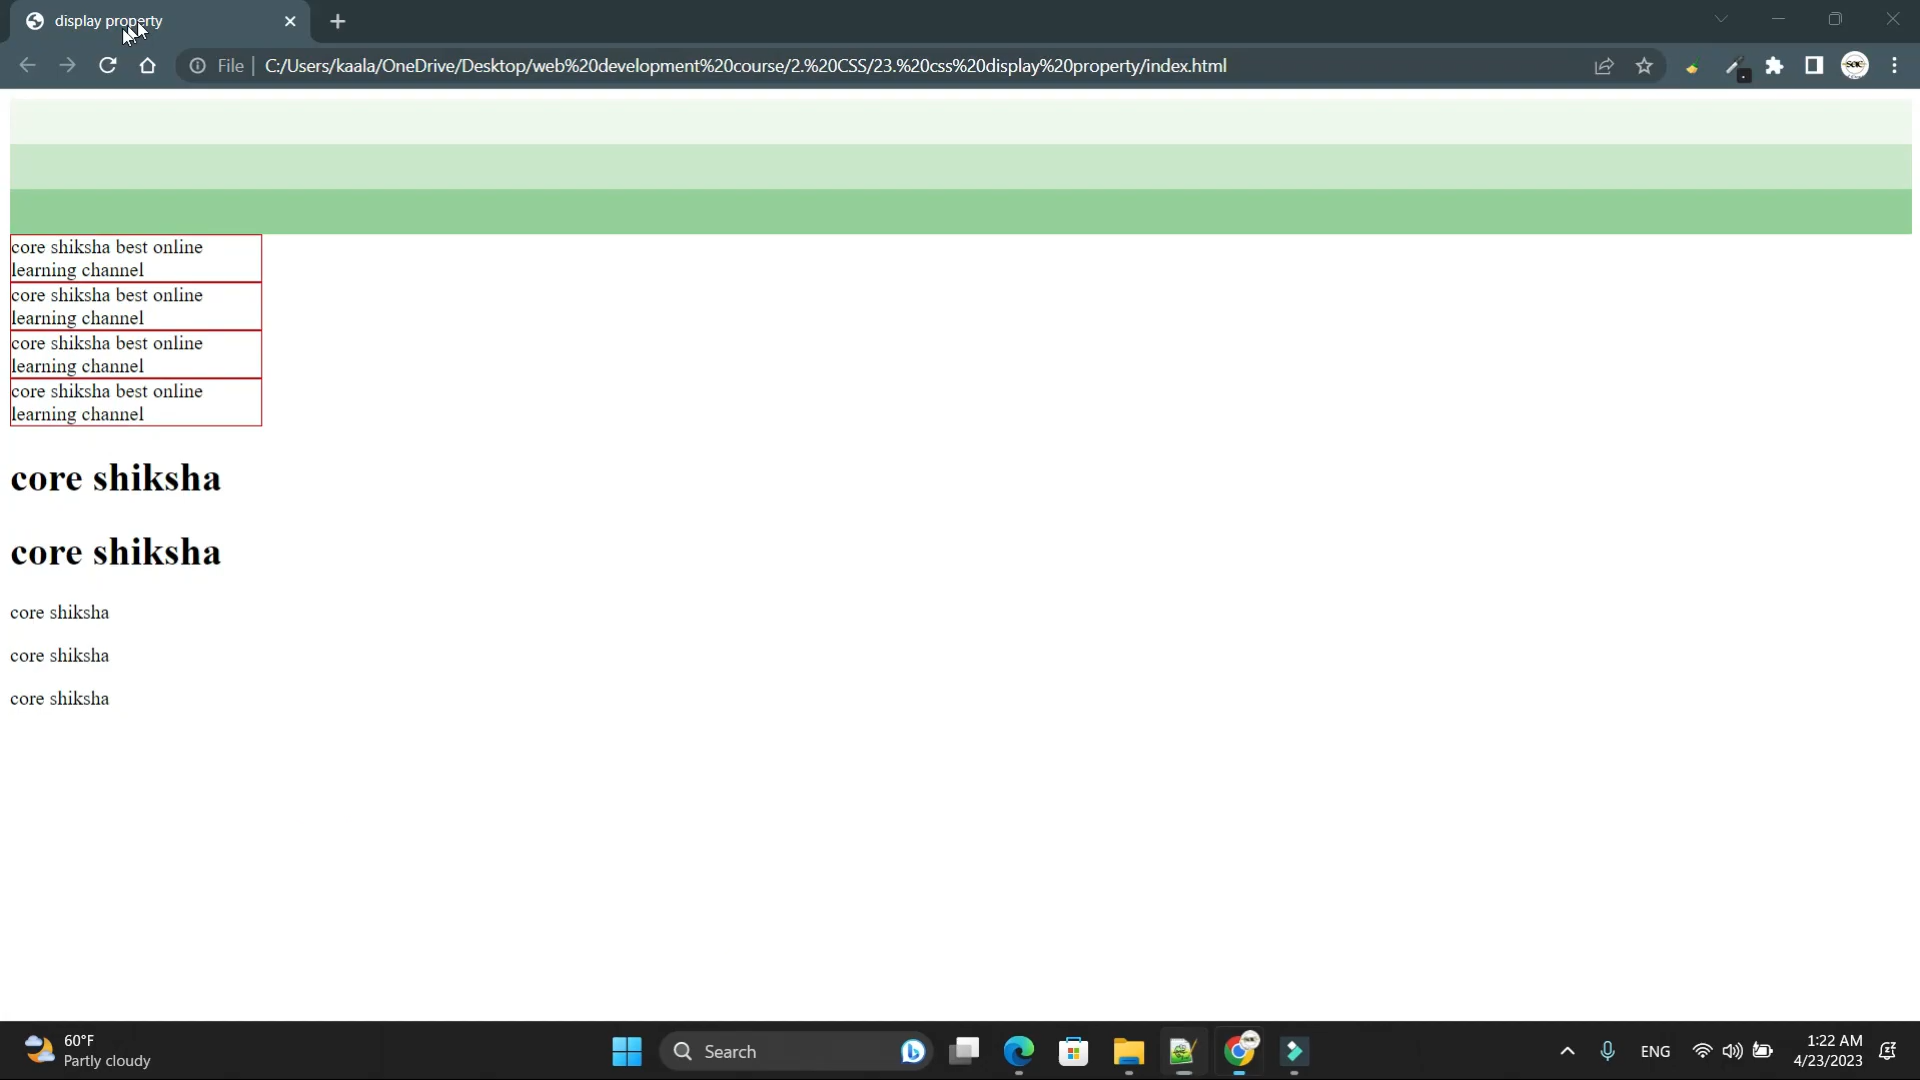 display property
File
C:/Users/kaala/OneDrive/Desktop/web%20development%20course/2.%20CSS/23.%20css%20display%20property/index.html
core shiksha best online
learning channel
core shiksha best online
learning channel
core shiksha best online
learning channel
core shiksha best online
learning channel
core shiksha
core shiksha
core shiksha
core shiksha
core shiksha
60°F
Partly cloudy
Search
ENG
1:22 AM
4/23/2023